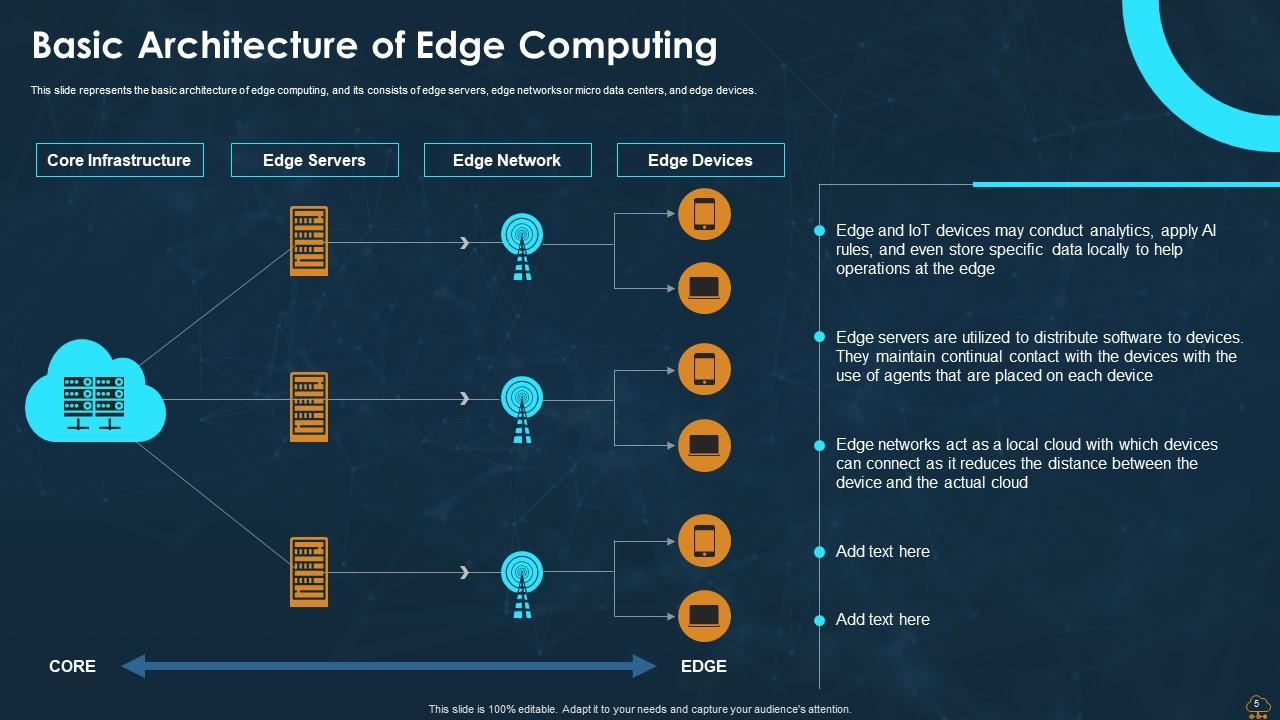 Basic Architecture of Edge Computing
This slide represents the basic architecture of edge computing, and its consists of edge servers, edge networks or micro data centers, and edge devices.
Core Infrastructure
Edge Servers
Edge Network
Edge Devices
Edge and IoT devices may conduct analytics, apply AI
rules, and even store specific data locally to help
operations at the edge
Edge servers are utilized to distribute software to devices.
They maintain continual contact with the devices with the
use of agents that are placed on each device
Edge networks act as a local cloud with which devices
can connect as it reduces the distance between the
device and the actual cloud
Add text here
Add text here
CORE
EDGE
This slide is 100% editable. Adapt it to your needs and capture your audience's attention.
5